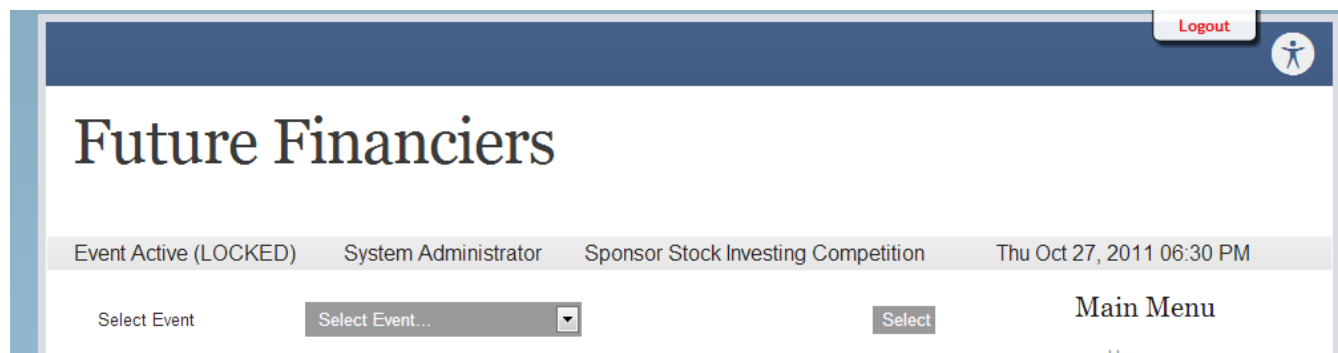 Logout
Future Financiers
Event Active (LOCKED) System Administrator Sponsor Stock Investing Competition Thu Oct 27, 2011 06:30 PM
Select Event Select Event... Select Main Menu